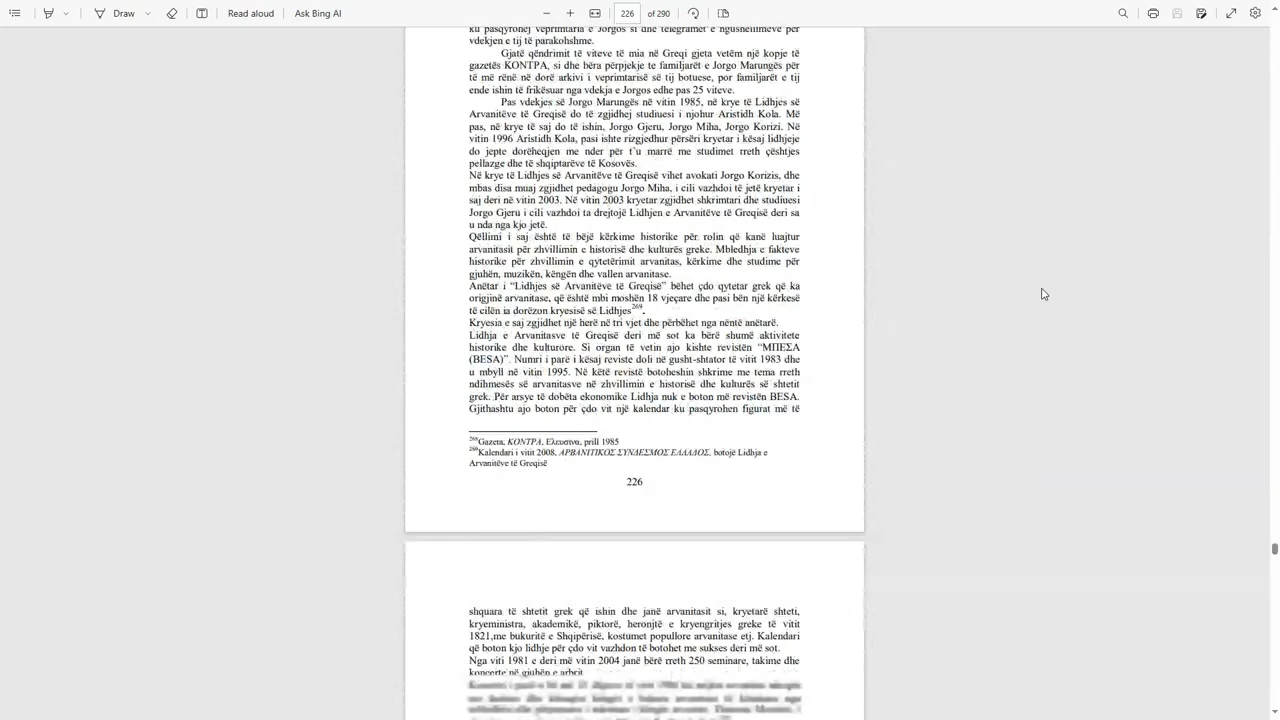 Draw
Read aloud
Ask Bing AI
226
of 290
ku pasqyrohej veprimtaria e Jorgos si dhe telegramet e ngushëllimeve për
vdekjen e tij të parakohshme.
Gjatë qëndrimit të viteve të mia në Greqi gjeta vetëm një kopje të
gazetës KONTPA, si dhe bëra përpjekje te familjarët e Jorgo Marungës për
të më rënë në dorë arkivi i veprimtarisë së tij botuese, por familjarët e tij
ende ishin të frikësuar nga vdekja e Jorgos edhe pas 25 viteve.
Pas vdekjes së Jorgo Marungës në vitin 1985, në krye të Lidhjes së
Arvanitëve të Greqisë do të zgjidhej studiuesi i njohur Aristidh Kola. Më
pas, në krye të saj do të ishin, Jorgo Gjeru, Jorgo Miha, Jorgo Korizi. Në
vitin 1996 Aristidh Kola, pasi ishte rizgjedhur përsëri kryetar i kësaj lidhjeje
do jepte dorëheqjen me nder për t’u marrë me studimet rreth çështjes
pellazge dhe të shqiptarëve të Kosovës.
Në krye të Lidhjes së Arvanitëve të Greqisë vihet avokati Jorgo Korizis, dhe
mbas disa muaj zgjidhet pedagogu Jorgo Miha, i cili vazhdoi të jetë kryetar i
saj deri në vitin 2003. Në vitin 2003 kryetar zgjidhet shkrimtari dhe studiuesi
Jorgo Gjeru i cili vazhdoi ta drejtojë Lidhjen e Arvanitëve të Greqisë deri sa
u nda nga kjo jetë.
Qëllimi i saj është të bëjë kërkime historike për rolin që kanë luajtur
arvanitasit për zhvillimin e historisë dhe kulturës greke. Mbledhja e fakteve
historike për zhvillimin e qytetërimit arvanitas, kërkime dhe studime për
gjuhën, muzikën, këngën dhe vallen arvanitase.
Anëtar i “Lidhjes së Arvanitëve të Greqisë” bëhet çdo qytetar grek që ka
origjinë arvanitase, që është mbi moshën 18 vjeçare dhe pasi bën një kërkesë
të cilën ia dorëzon kryesisë së Lidhjes269.
Kryesia e saj zgjidhet një herë në tri vjet dhe përbëhet nga nëntë anëtarë.
Lidhja e Arvanitasve të Greqisë deri më sot ka bërë shumë aktivitete
historike dhe kulturore. Si organ të vetin ajo kishte revistën “ΜΠΕΣΑ
(BESA)”. Numri i parë i kësaj reviste doli në gusht-shtator të vitit 1983 dhe
u mbyll në vitin 1995. Në këtë revistë botoheshin shkrime me tema rreth
ndihmesës së arvanitasve në zhvillimin e historisë dhe kulturës së shtetit
grek. Për arsye të dobëta ekonomike Lidhja nuk e boton më revistën BESA.
Gjithashtu ajo boton për çdo vit një kalendar ku pasqyrohen figurat më të
268Gazeta, ΚΟΝΤΡΑ, Ελευσινα, prill 1985
269Kalendari i vitit 2008, ΑΡΒΑΝΙΤΙΚΟΣ ΣΥΝΔΕΣΜΟΣ ΕΛΛΑΔΟΣ, botojë Lidhja e
Arvanitëve të Greqisë
226
shquara të shtetit grek që ishin dhe janë arvanitasit si, kryetarë shteti,
kryeministra, akademikë, piktorë, heronjtë e kryengritjes greke të vitit
1821,me bukuritë e Shqipërisë, kostumet popullore arvanitase etj. Kalendari
që boton kjo lidhje për çdo vit vazhdon të botohet me sukses deri më sot.
Nga viti 1981 e deri më vitin 2004 janë bërë rreth 250 seminare, takime dhe
koncerte në gjuhën e arbrit